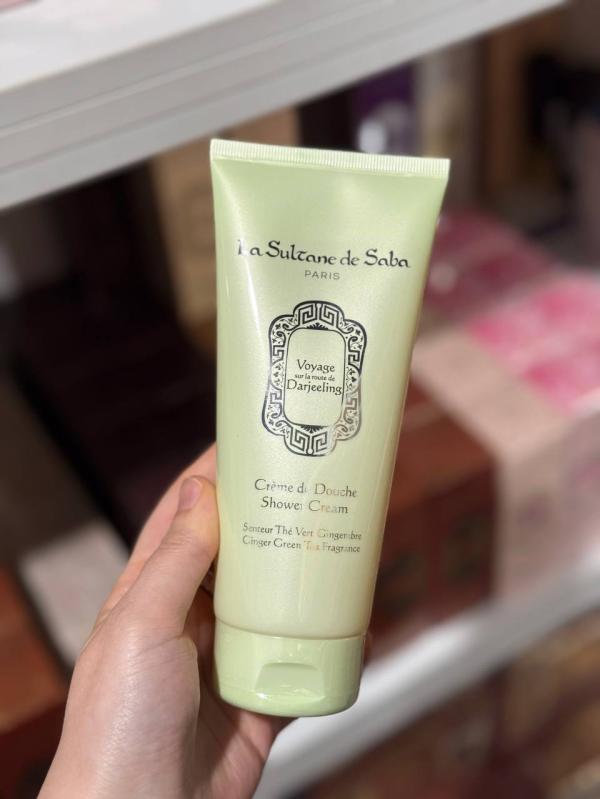 La Sultane de Saba
PARIS
Voyage
sur la route de
Darjeeling
Crème de Douche
Shower Cream
Senteur Thé Vert Gingembre
Ginger Green Tea Fragrance